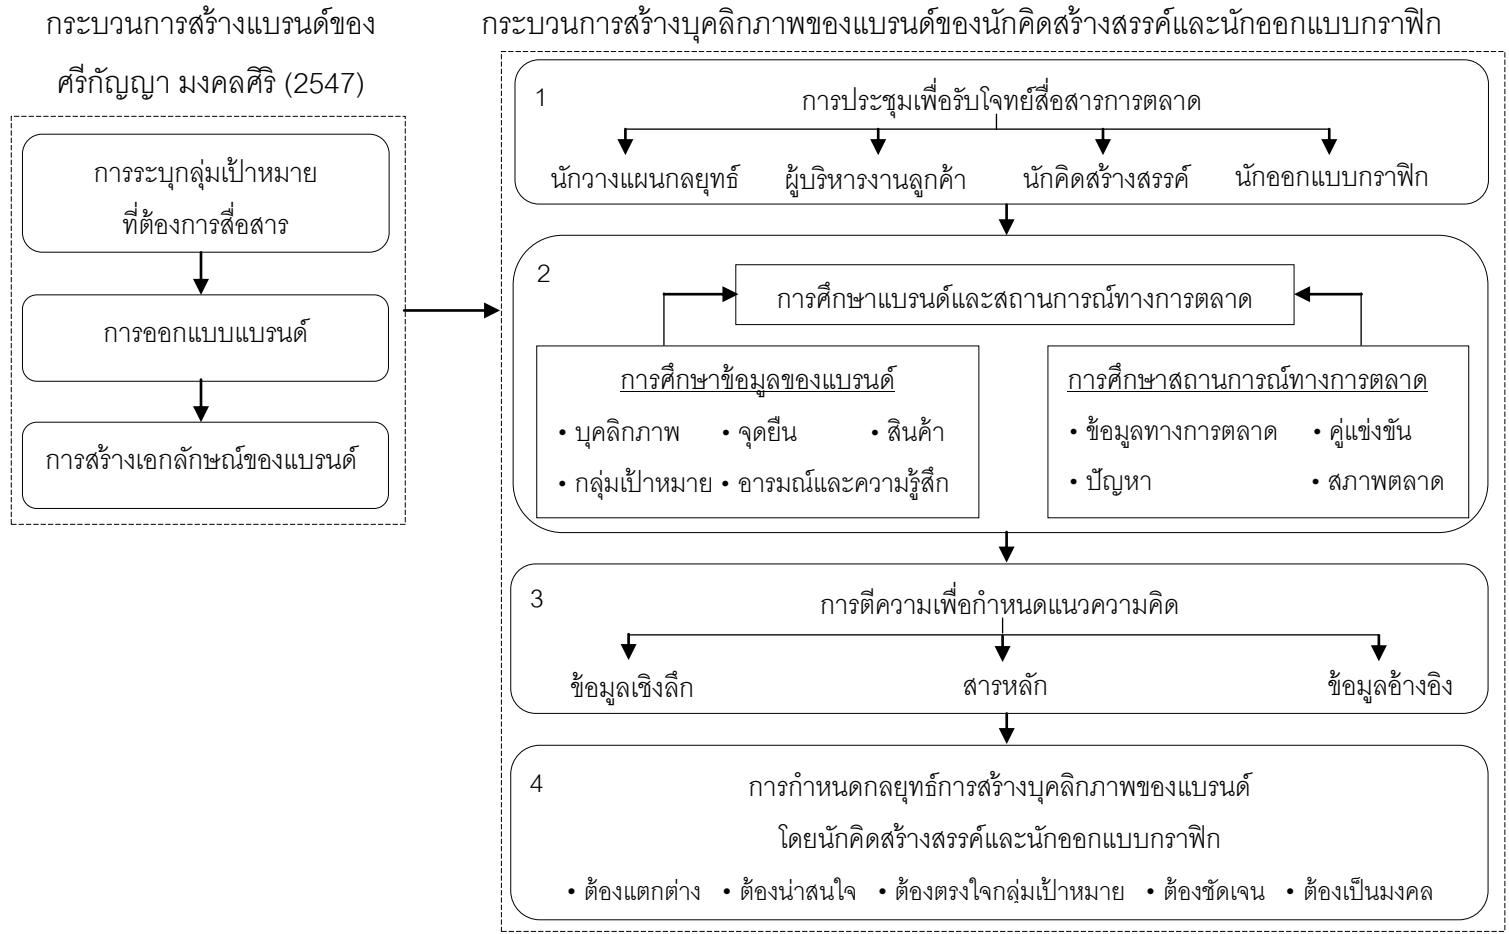 กระบวนการสร้างแบรนด์ของ
ศรีกัญญา มงคลศิริ (2547)
การระบุกลุ่มเป้าหมาย
ที่ต้องการสื่อสาร
การออกแบบแบรนด์
การสร้างเอกลักษณ์ของแบรนด์
กระบวนการสร้างบุคลิกภาพของแบรนด์ของนักคิดสร้างสรรค์และนักออกแบบกราฟิก
1
การประชุมเพื่อรับโจทย์สื่อสารการตลาด
นักวางแผนกลยุทธ์ ผู้บริหารงานลูกค้า นักคิดสร้างสรรค์ นักออกแบบกราฟิก
2
การศึกษาแบรนด์และสถานการณ์ทางการตลาด
การศึกษาข้อมูลของแบรนด์
• บุคลิกภาพ • จุดยืน • สินค้า
• กลุ่มเป้าหมาย • อารมณ์และความรู้สึก
การศึกษาสถานการณ์ทางการตลาด
• ข้อมูลทางการตลาด • คู่แข่งขัน
• ปัญหา • สภาพตลาด
3
การตีความเพื่อกำหนดแนวความคิด
ข้อมูลเชิงลึก สารหลัก ข้อมูลอ้างอิง
4
การกำหนดกลยุทธ์การสร้างบุคลิกภาพของแบรนด์
โดยนักคิดสร้างสรรค์และนักออกแบบกราฟิก
• ต้องแตกต่าง • ต้องน่าสนใจ • ต้องตรงใจกลุ่มเป้าหมาย • ต้องชัดเจน • ต้องเป็นมงคล